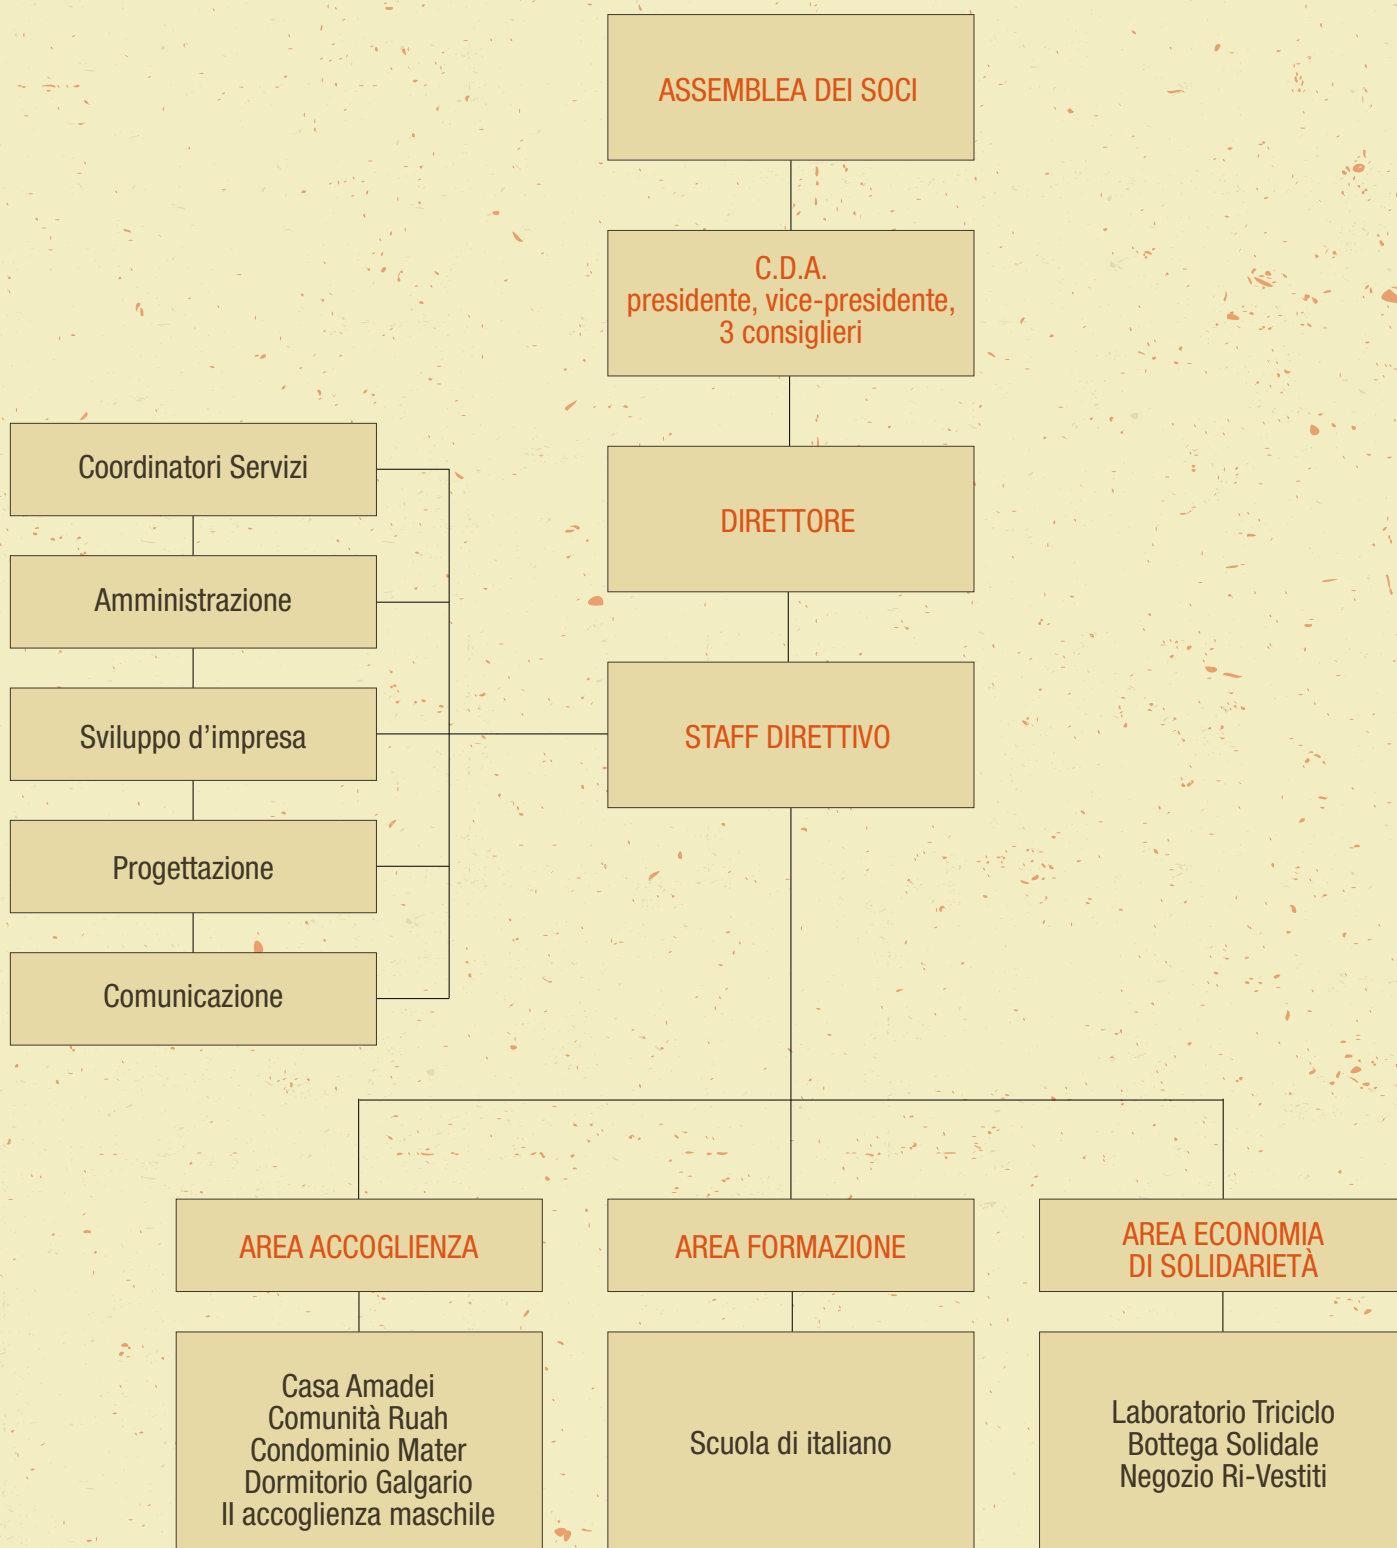 ASSEMBLEA DEI SOCI
C.D.A.
presidente, vice-presidente,
3 consiglieri
DIRETTORE
STAFF DIRETTIVO
Coordinatori Servizi
Amministrazione
Sviluppo d’impresa
Progettazione
Comunicazione
AREA ACCOGLIENZA
Casa Amadei
Comunità Ruah
Condominio Mater
Dormitorio Galgario
II accoglienza maschile
AREA FORMAZIONE
Scuola di italiano
AREA ECONOMIA
DI SOLIDARIETÀ
Laboratorio Triciclo
Bottega Solidale
Negozio Ri-Vestiti